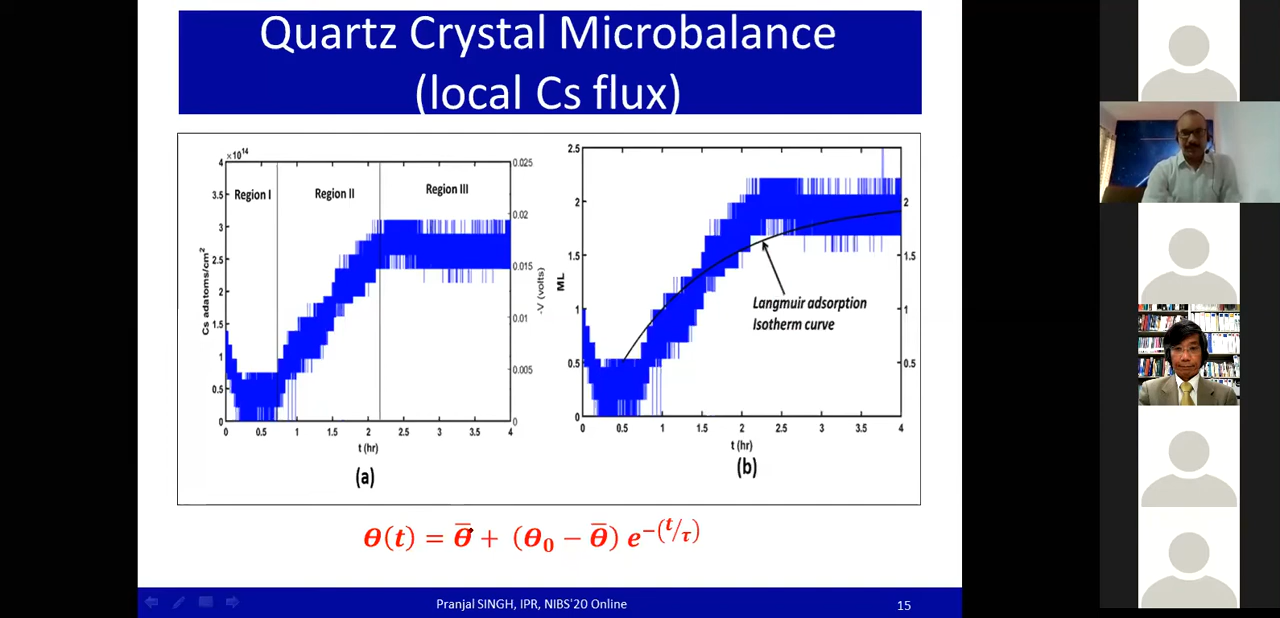 Quartz Crystal Microbalance
(local Cs flux)
×10¹⁴
4
3.5
3
2.5
2
1.5
1
0.5
0
Cs adatoms/cm²
Region I
Region II
Region III
0.025
0.02
0.015
0.01
0.005
0
-V (volts)
0 0.5 1 1.5 2 2.5 3 3.5 4
t (hr)
(a)
2.5
2
1.5
1
0.5
0
ML
2
1.5
1
0.5
Langmuir adsorption
Isotherm curve
0 0.5 1 1.5 2 2.5 3 3.5 4
t (hr)
(b)
θ(t) = θ̅ + (θ₀ − θ̅) e^−(t/τ)
Pranjal SINGH, IPR, NIBS'20 Online
15